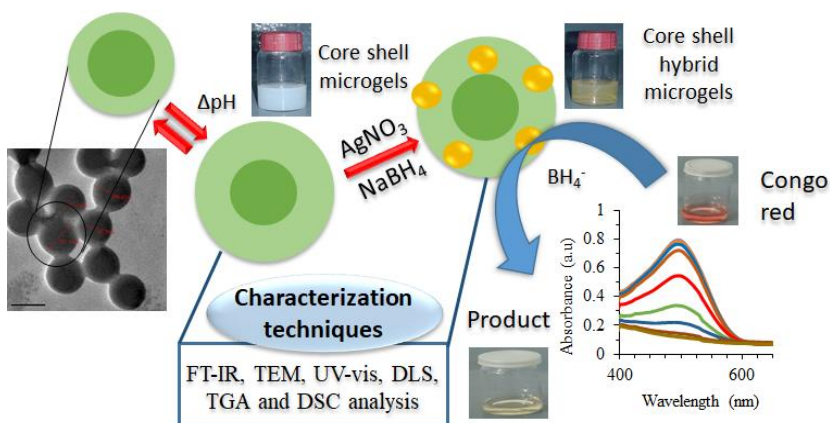 Core shell
microgels
Core shell
hybrid
microgels
ΔpH
AgNO₃
NaBH₄
BH₄⁻
Congo
red
Characterization
techniques
FT-IR, TEM, UV-vis, DLS,
TGA and DSC analysis
Product
Absorbance (a.u)
1
0.8
0.6
0.4
0.2
0
400
600
Wavelength (nm)